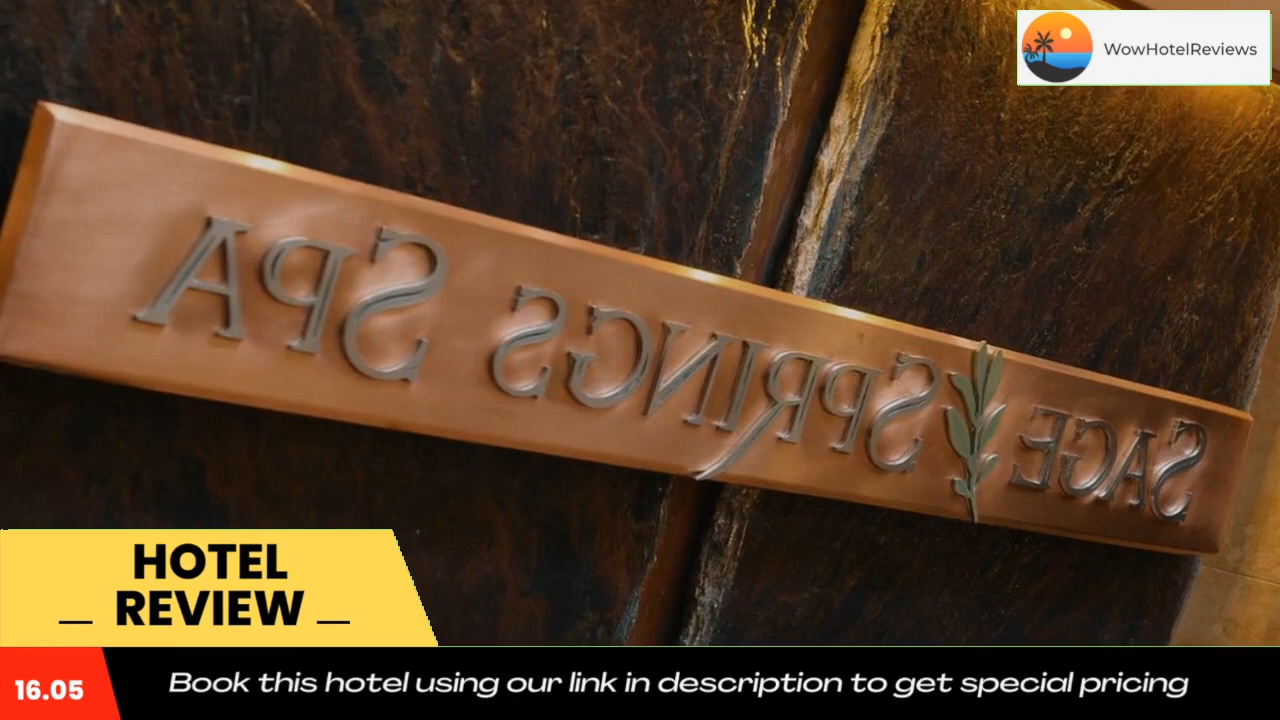 WowHotelReviews
SAGE SPRINGS SPA
HOTEL
REVIEW
16.05
Book this hotel using our link in description to get special pricing